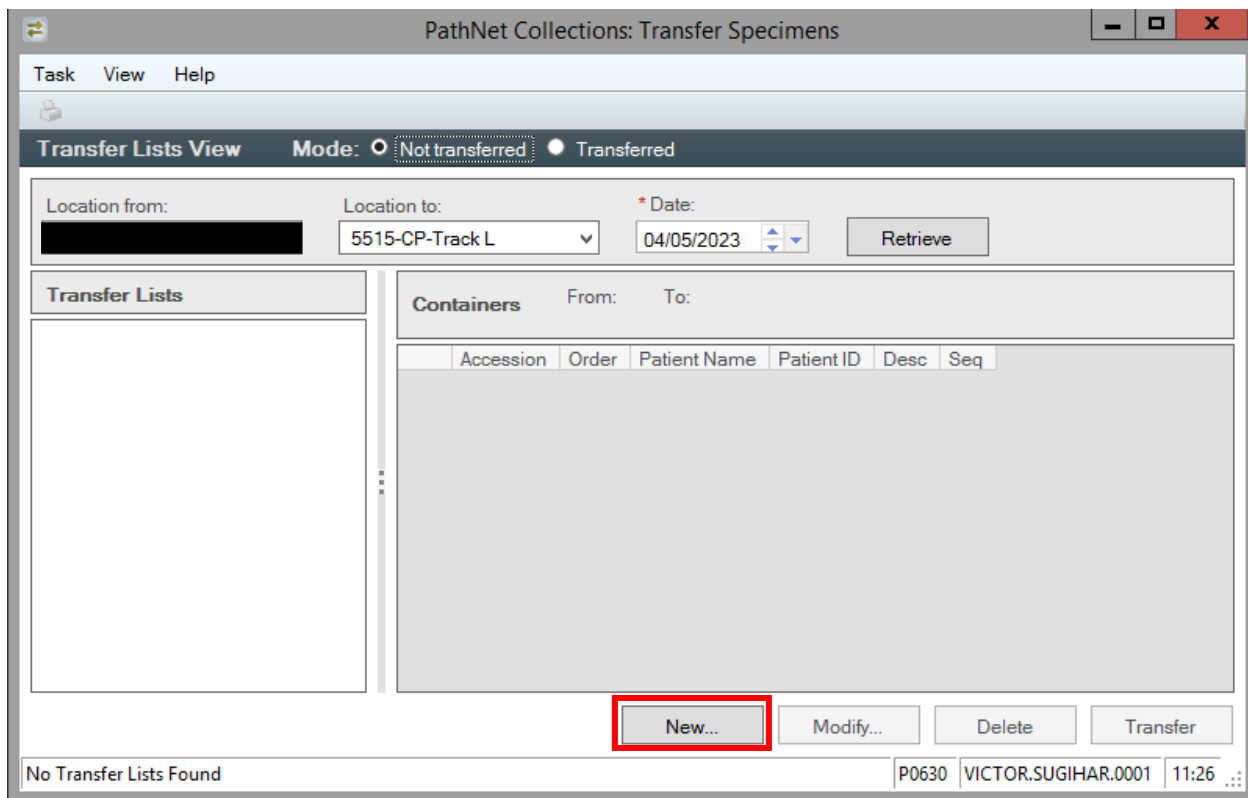 PathNet Collections: Transfer Specimens
Task View Help
Transfer Lists View Mode: Not transferred Transferred
Location from: Location to: * Date:
5515-CP-Track L 04/05/2023 Retrieve
Transfer Lists Containers From: To:
Accession Order Patient Name Patient ID Desc Seq
New... Modify... Delete Transfer
No Transfer Lists Found P0630 VICTOR.SUGIHAR.0001 11:26